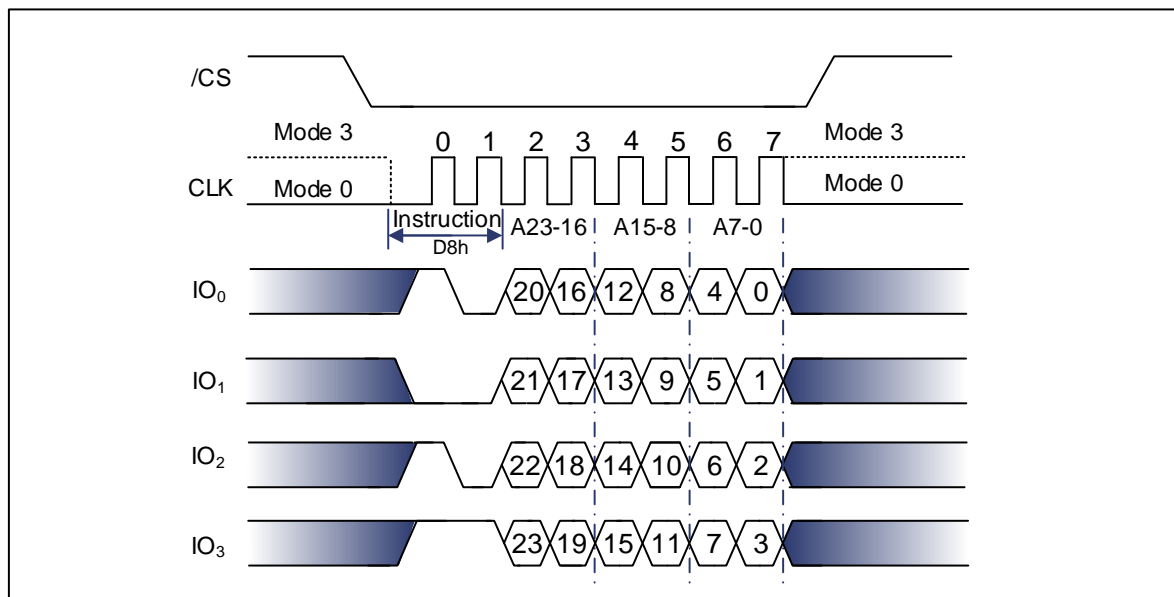 /CS
Mode 3 Mode 3
0 1 2 3 4 5 6 7
CLK Mode 0 Mode 0
Instruction A23-16 A15-8 A7-0
D8h
IO0 20 16 12 8 4 0
IO1 21 17 13 9 5 1
IO2 22 18 14 10 6 2
IO3 23 19 15 11 7 3